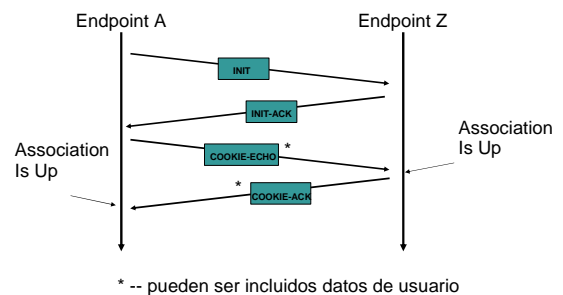 Endpoint A
Endpoint Z
INIT
INIT-ACK
Association
Is Up
COOKIE-ECHO *
Association
Is Up
* COOKIE-ACK
* -- pueden ser incluidos datos de usuario